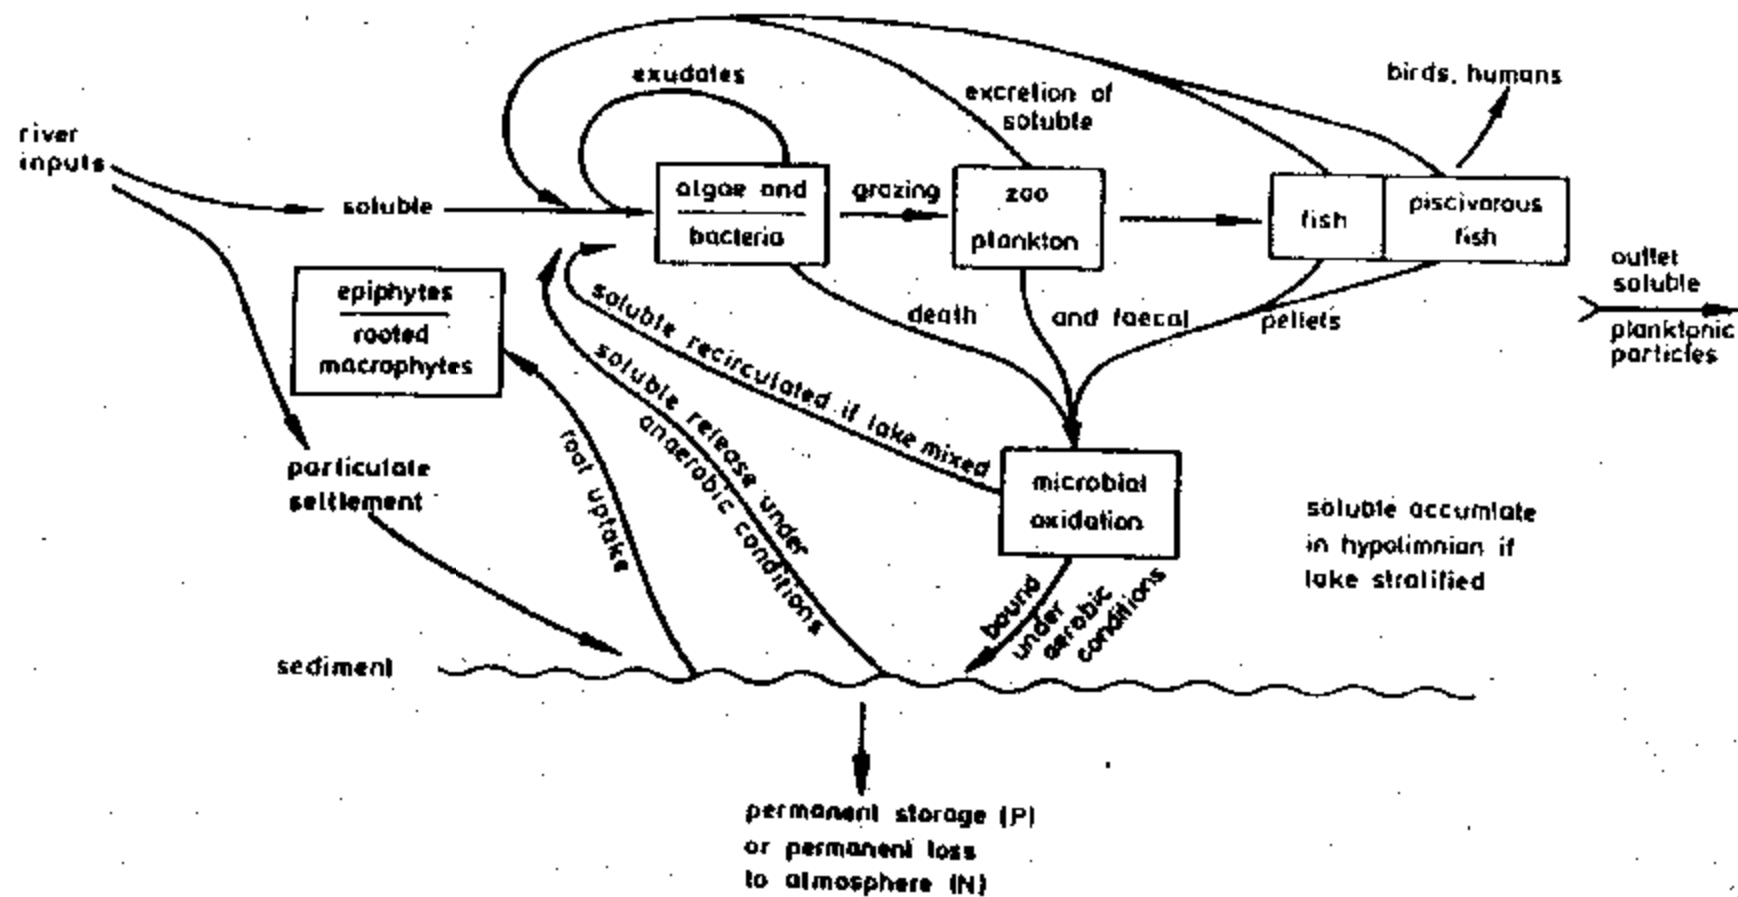 exudates
birds, humans
excretion of
soluble
river
inputs
soluble
algae and
bacteria
grazing
zoo
plankton
fish
piscivorous
fish
outlet
soluble
planktonic
particles
epiphytes
rooted
macrophytes
death
and faecal
pellets
soluble recirculated if lake mixed
soluble release under
anaerobic conditions
root uptake
particulate
settlement
microbial
oxidation
soluble accumlate
in hypolimnion if
lake stratified
bound
under
aerobic
conditions
sediment
permanent storage (P)
or permanent loss
to atmosphere (N)